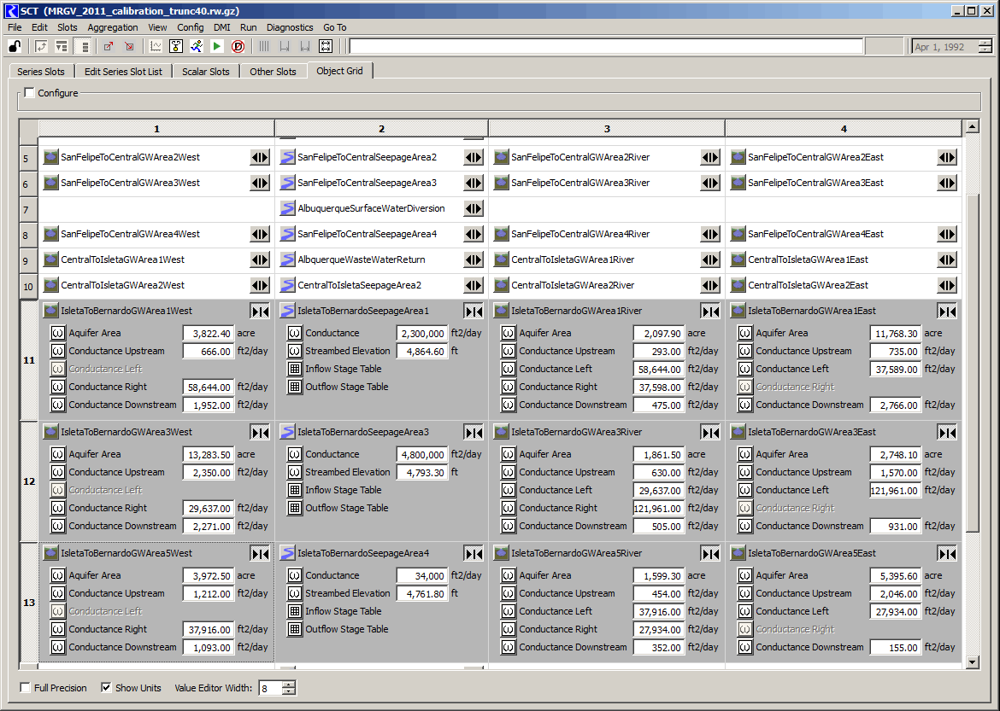 SCT (MRGV_2011_calibration_trunc40.rw.gz)
File Edit Slots Aggregation View Config DMI Run Diagnostics Go To
Apr 1, 1992
Series Slots Edit Series Slot List Scalar Slots Other Slots Object Grid
Configure
1 2 3 4
5 SanFelipeToCentralGWArea2West SanFelipeToCentralSeepageArea2 SanFelipeToCentralGWArea2River SanFelipeToCentralGWArea2East
6 SanFelipeToCentralGWArea3West SanFelipeToCentralSeepageArea3 SanFelipeToCentralGWArea3River SanFelipeToCentralGWArea3East
7 AlbuquerqueSurfaceWaterDiversion
8 SanFelipeToCentralGWArea4West SanFelipeToCentralSeepageArea4 SanFelipeToCentralGWArea4River SanFelipeToCentralGWArea4East
9 CentralToIsletaGWArea1West AlbquerqueWasteWaterReturn CentralToIsletaGWArea1River CentralToIsletaGWArea1East
10 CentralToIsletaGWArea2West CentralToIsletaSeepageArea2 CentralToIsletaGWArea2River CentralToIsletaGWArea2East
IsletaToBernardoGWArea1West IsletaToBernardoSeepageArea1 IsletaToBernardoGWArea1River IsletaToBernardoGWArea1East
Aquifer Area 3,822.40 acre Conductance 2,300,000 ft2/day Aquifer Area 2,097.90 acre Aquifer Area 11,768.30 acre
Conductance Upstream 666.00 ft2/day Streambed Elevation 4,864.60 ft Conductance Upstream 293.00 ft2/day Conductance Upstream 735.00 ft2/day
11 Conductance Left Inflow Stage Table Conductance Left 58,644.00 ft2/day Conductance Left 37,589.00 ft2/day
Conductance Right 58,644.00 ft2/day Outflow Stage Table Conductance Right 37,598.00 ft2/day Conductance Right
Conductance Downstream 1,952.00 ft2/day Conductance Downstream 475.00 ft2/day Conductance Downstream 2,766.00 ft2/day
IsletaToBernardoGWArea3West IsletaToBernardoSeepageArea3 IsletaToBernardoGWArea3River IsletaToBernardoGWArea3East
Aquifer Area 13,283.50 acre Conductance 4,800,000 ft2/day Aquifer Area 1,861.50 acre Aquifer Area 2,748.10 acre
Conductance Upstream 2,350.00 ft2/day Streambed Elevation 4,793.30 ft Conductance Upstream 630.00 ft2/day Conductance Upstream 1,570.00 ft2/day
12 Conductance Left Inflow Stage Table Conductance Left 29,637.00 ft2/day Conductance Left 121,961.00 ft2/day
Conductance Right 29,637.00 ft2/day Outflow Stage Table Conductance Right 121,961.00 ft2/day Conductance Right
Conductance Downstream 2,271.00 ft2/day Conductance Downstream 505.00 ft2/day Conductance Downstream 931.00 ft2/day
IsletaToBernardoGWArea5West IsletaToBernardoSeepageArea4 IsletaToBernardoGWArea5River IsletaToBernardoGWArea5East
Aquifer Area 3,972.50 acre Conductance 34,000 ft2/day Aquifer Area 1,599.30 acre Aquifer Area 5,395.60 acre
Conductance Upstream 1,212.00 ft2/day Streambed Elevation 4,761.80 ft Conductance Upstream 454.00 ft2/day Conductance Upstream 2,046.00 ft2/day
13 Conductance Left Inflow Stage Table Conductance Left 37,916.00 ft2/day Conductance Left 27,934.00 ft2/day
Conductance Right 37,916.00 ft2/day Outflow Stage Table Conductance Right 27,934.00 ft2/day Conductance Right
Conductance Downstream 1,093.00 ft2/day Conductance Downstream 352.00 ft2/day Conductance Downstream 155.00 ft2/day
Full Precision Show Units Value Editor Width: 8